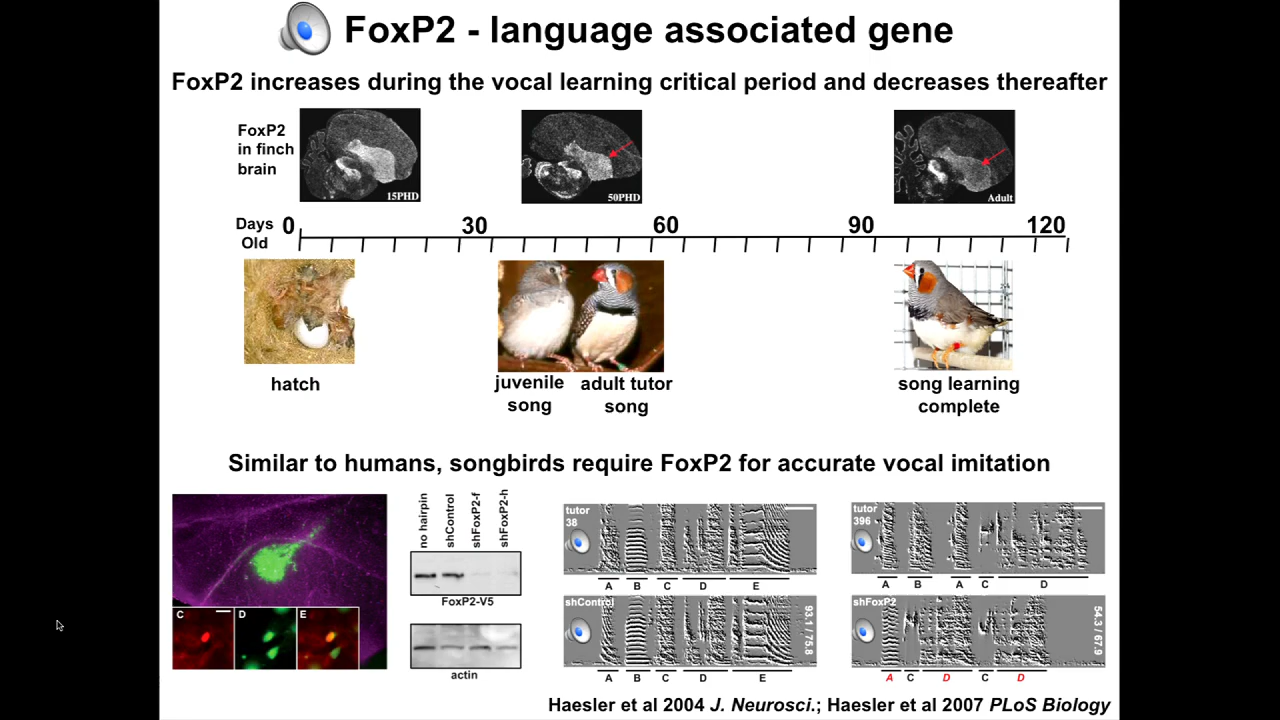 FoxP2 - language associated gene
FoxP2 increases during the vocal learning critical period and decreases thereafter
FoxP2
in finch
brain
15PHD
50PHD
Adult
Days
Old
0 30 60 90 120
hatch
juvenile
song
adult tutor
song
song learning
complete
Similar to humans, songbirds require FoxP2 for accurate vocal imitation
C D E
no hairpin
shControl
shFoxP2-f
shFoxP2-h
FoxP2-V5
actin
tutor
38
A B C D E
shControl
93.1 / 75.8
A B C D E
tutor
396
A B A C D
shFoxP2
54.3 / 67.9
A C D C D
Haesler et al 2004 J. Neurosci.; Haesler et al 2007 PLoS Biology